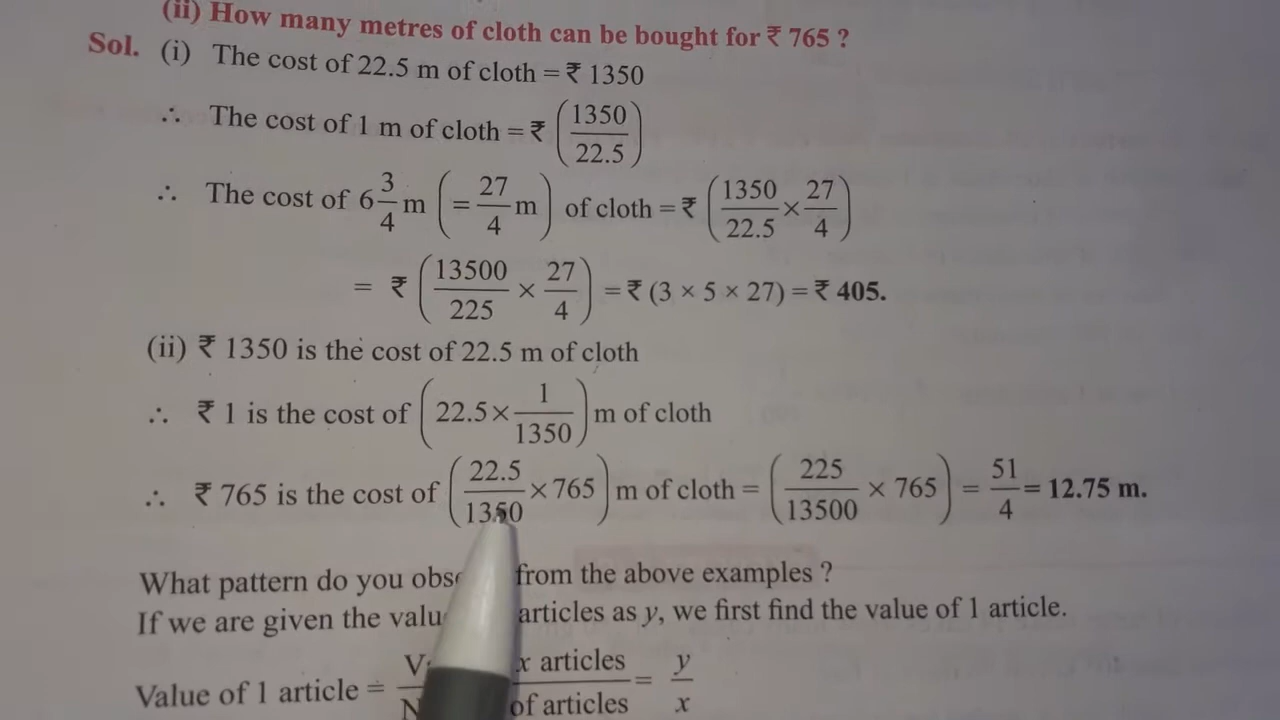 (ii) How many metres of cloth can be bought for ₹ 765 ?
Sol. (i) The cost of 22.5 m of cloth = ₹ 1350
∴ The cost of 1 m of cloth = ₹ (1350/22.5)
∴ The cost of 6 3/4 m (= 27/4 m) of cloth = ₹ (1350/22.5 × 27/4)
= ₹ (13500/225 × 27/4) = ₹ (3 × 5 × 27) = ₹ 405.
(ii) ₹ 1350 is the cost of 22.5 m of cloth
∴ ₹ 1 is the cost of (22.5 × 1/1350) m of cloth
∴ ₹ 765 is the cost of (22.5/1350 × 765) m of cloth = (225/13500 × 765) = 51/4 = 12.75 m.
What pattern do you from the above examples ?
If we are given the articles as y, we first find the value of 1 article.
Value of 1 article = x articles / of articles = y/x